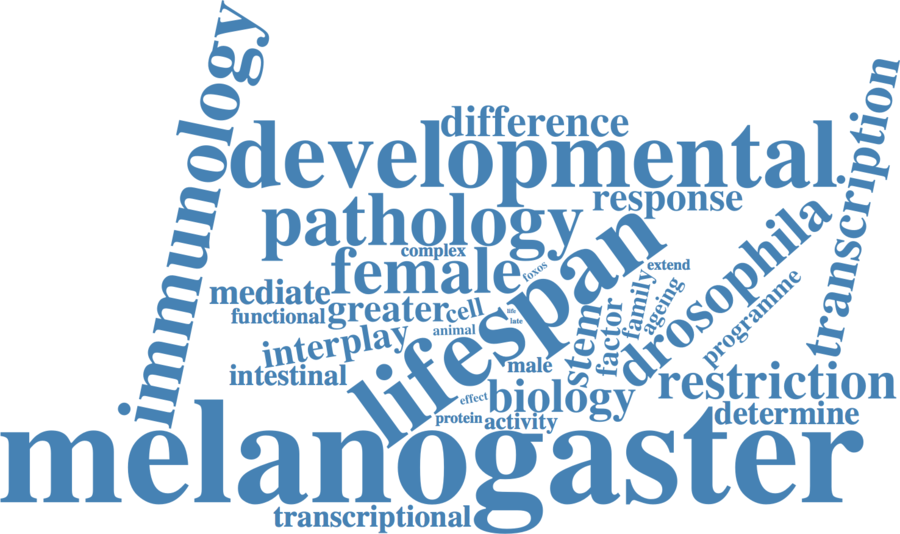 immunology
difference
developmental
transcription
response
pathology
complex
female
foxos
extend
lifespan
drosophila
mediate
greater
cell
life
late
family
ageing
programme
functional
animal
factor
stem
interplay
male
intestinal
restriction
effect
biology
determine
protein
activity
melanogaster
transcriptional